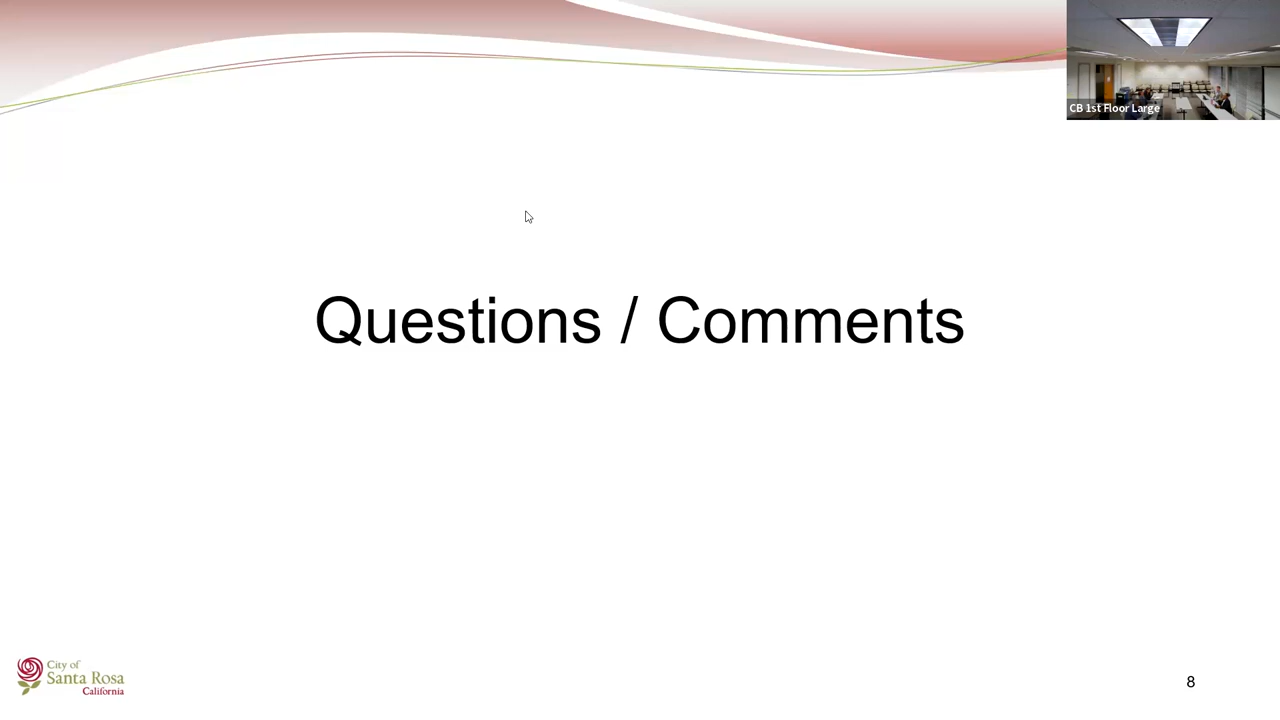 CB 1st Floor Large
Questions / Comments
City of
Santa Rosa
California
8